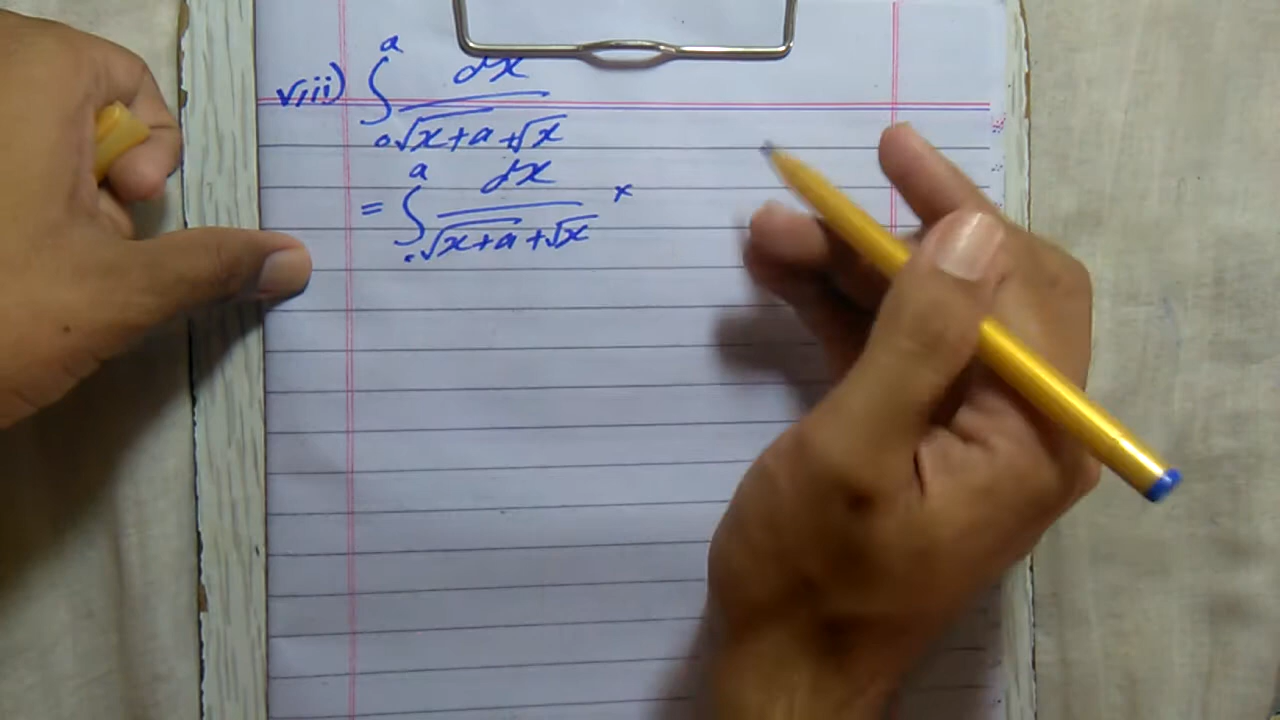 viii) ∫₀ᵃ dx / (√(x+a) + √x)
= ∫₀ᵃ dx / (√(x+a) + √x) ×